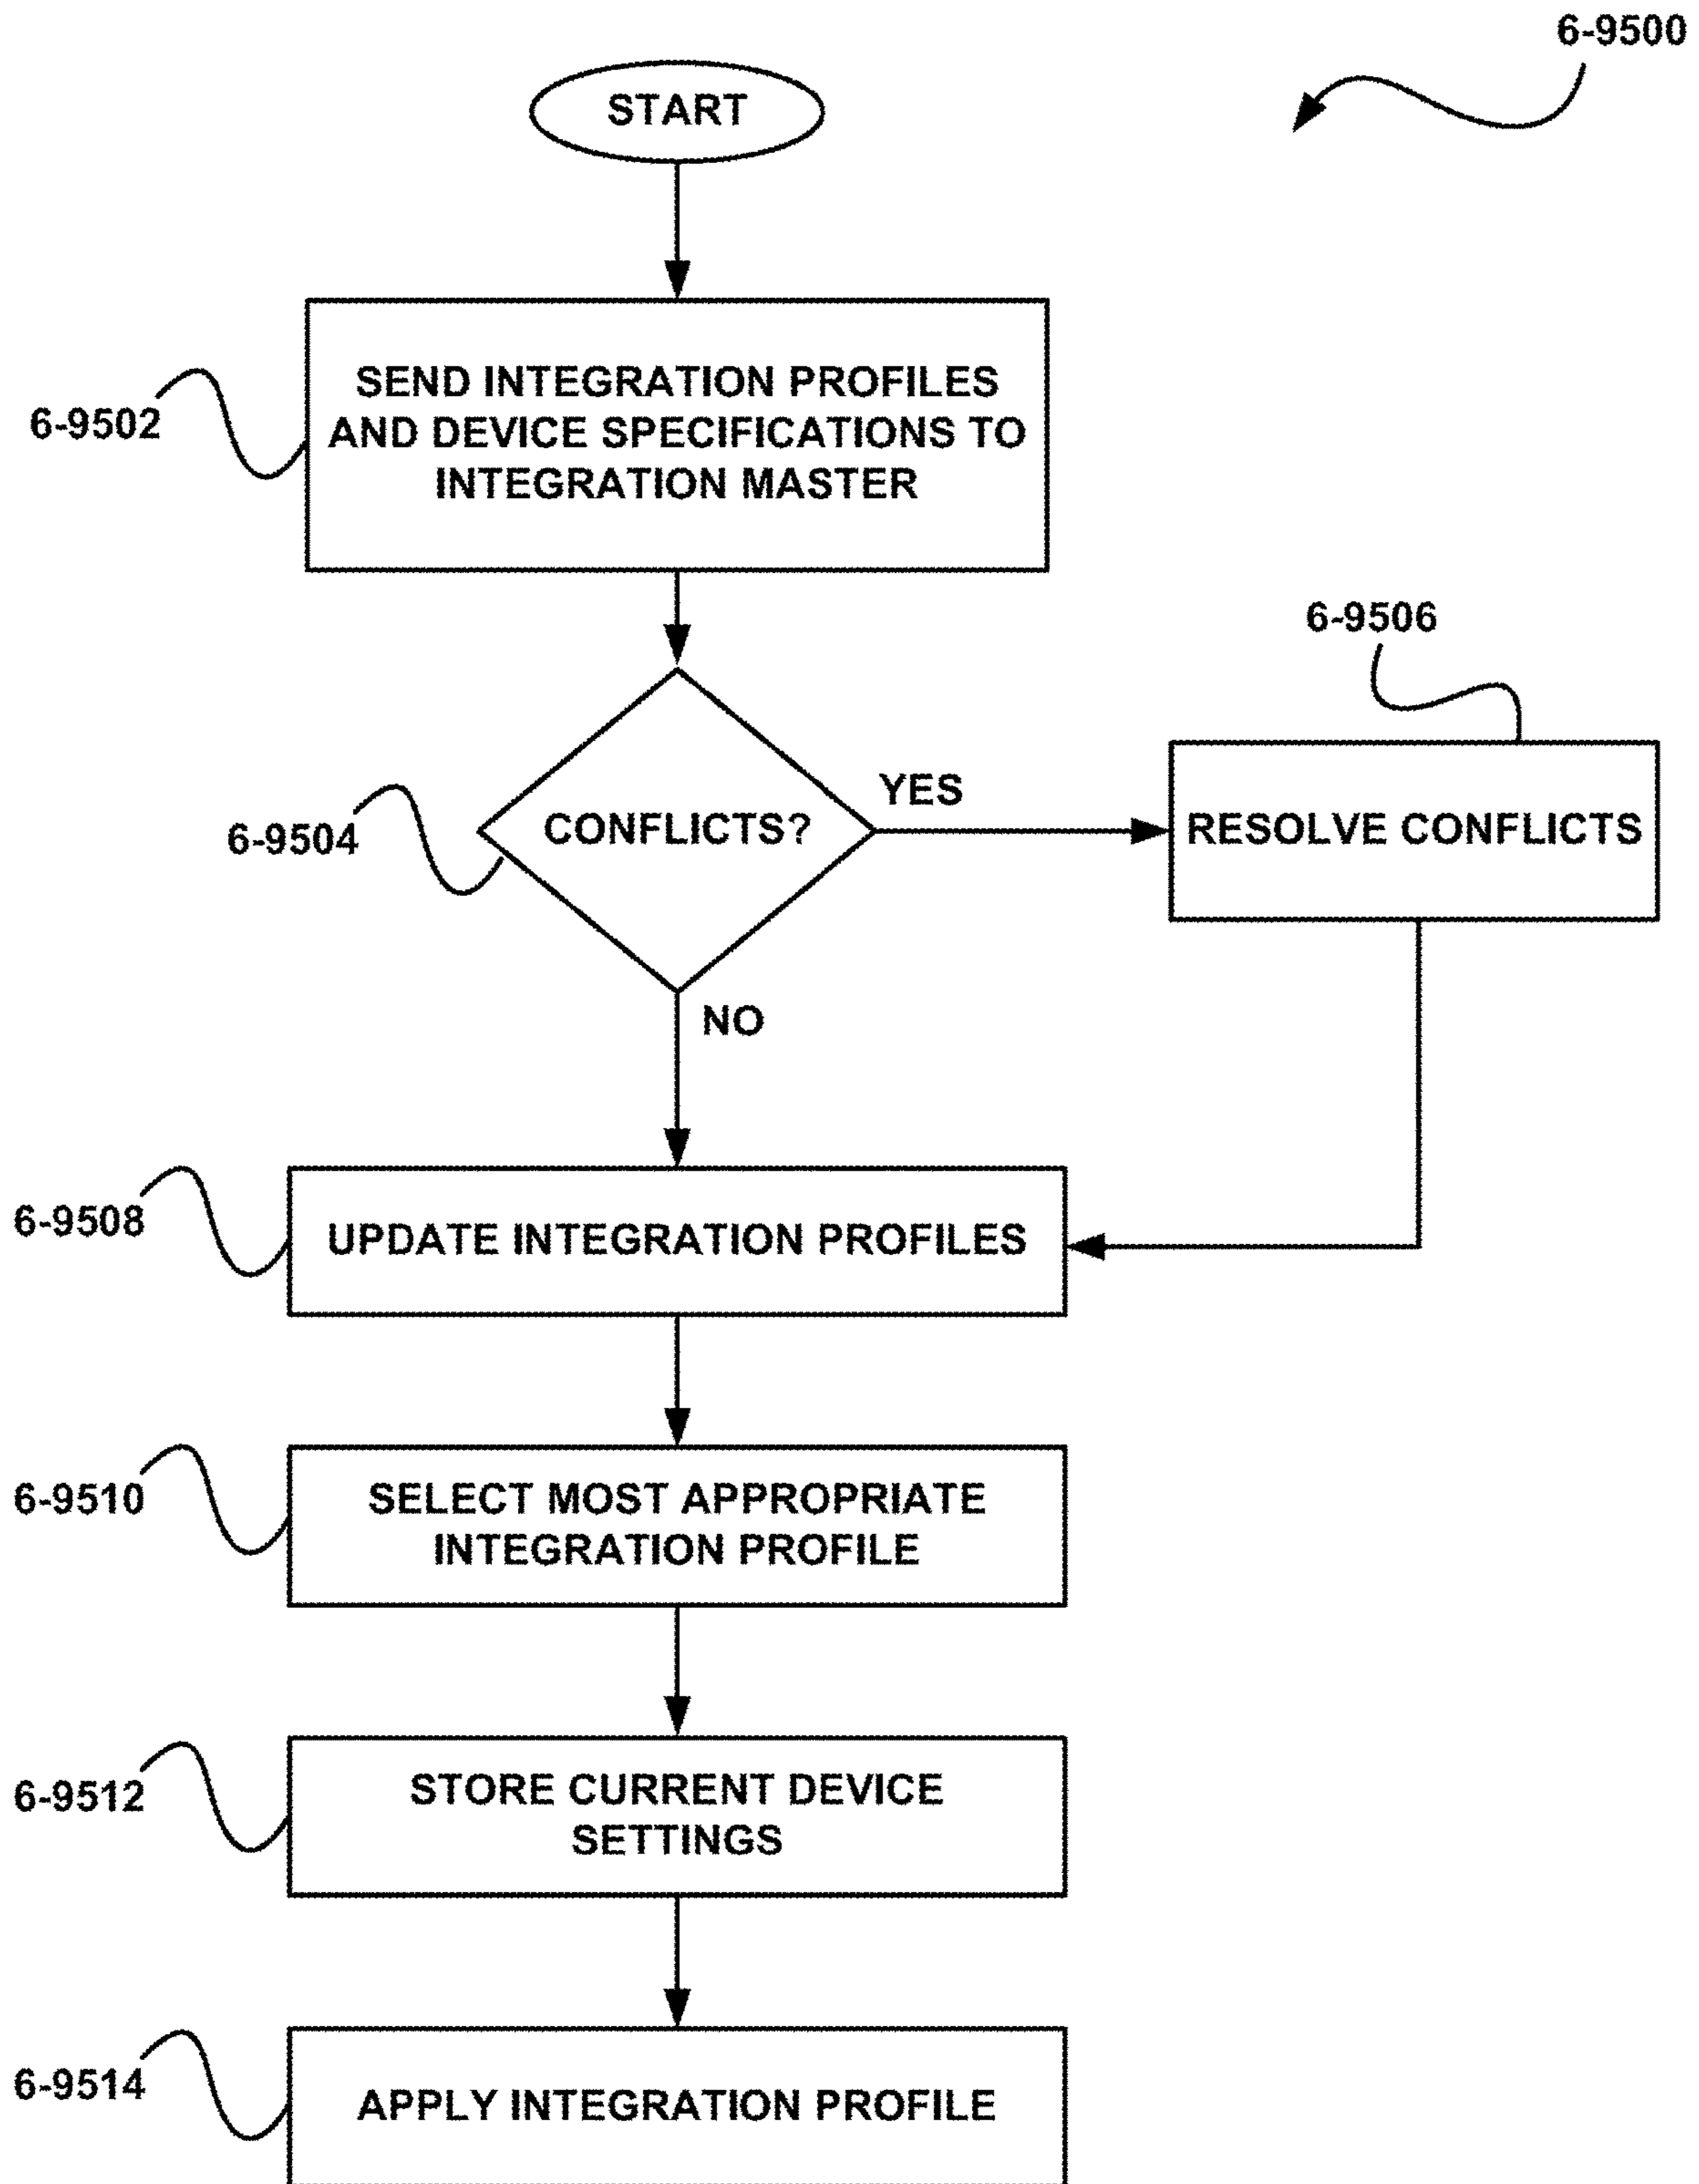 6-9500
START
6-9502
SEND INTEGRATION PROFILES
AND DEVICE SPECIFICATIONS TO
INTEGRATION MASTER
6-9504
CONFLICTS?
YES
6-9506
RESOLVE CONFLICTS
NO
6-9508
UPDATE INTEGRATION PROFILES
6-9510
SELECT MOST APPROPRIATE
INTEGRATION PROFILE
6-9512
STORE CURRENT DEVICE
SETTINGS
6-9514
APPLY INTEGRATION PROFILE